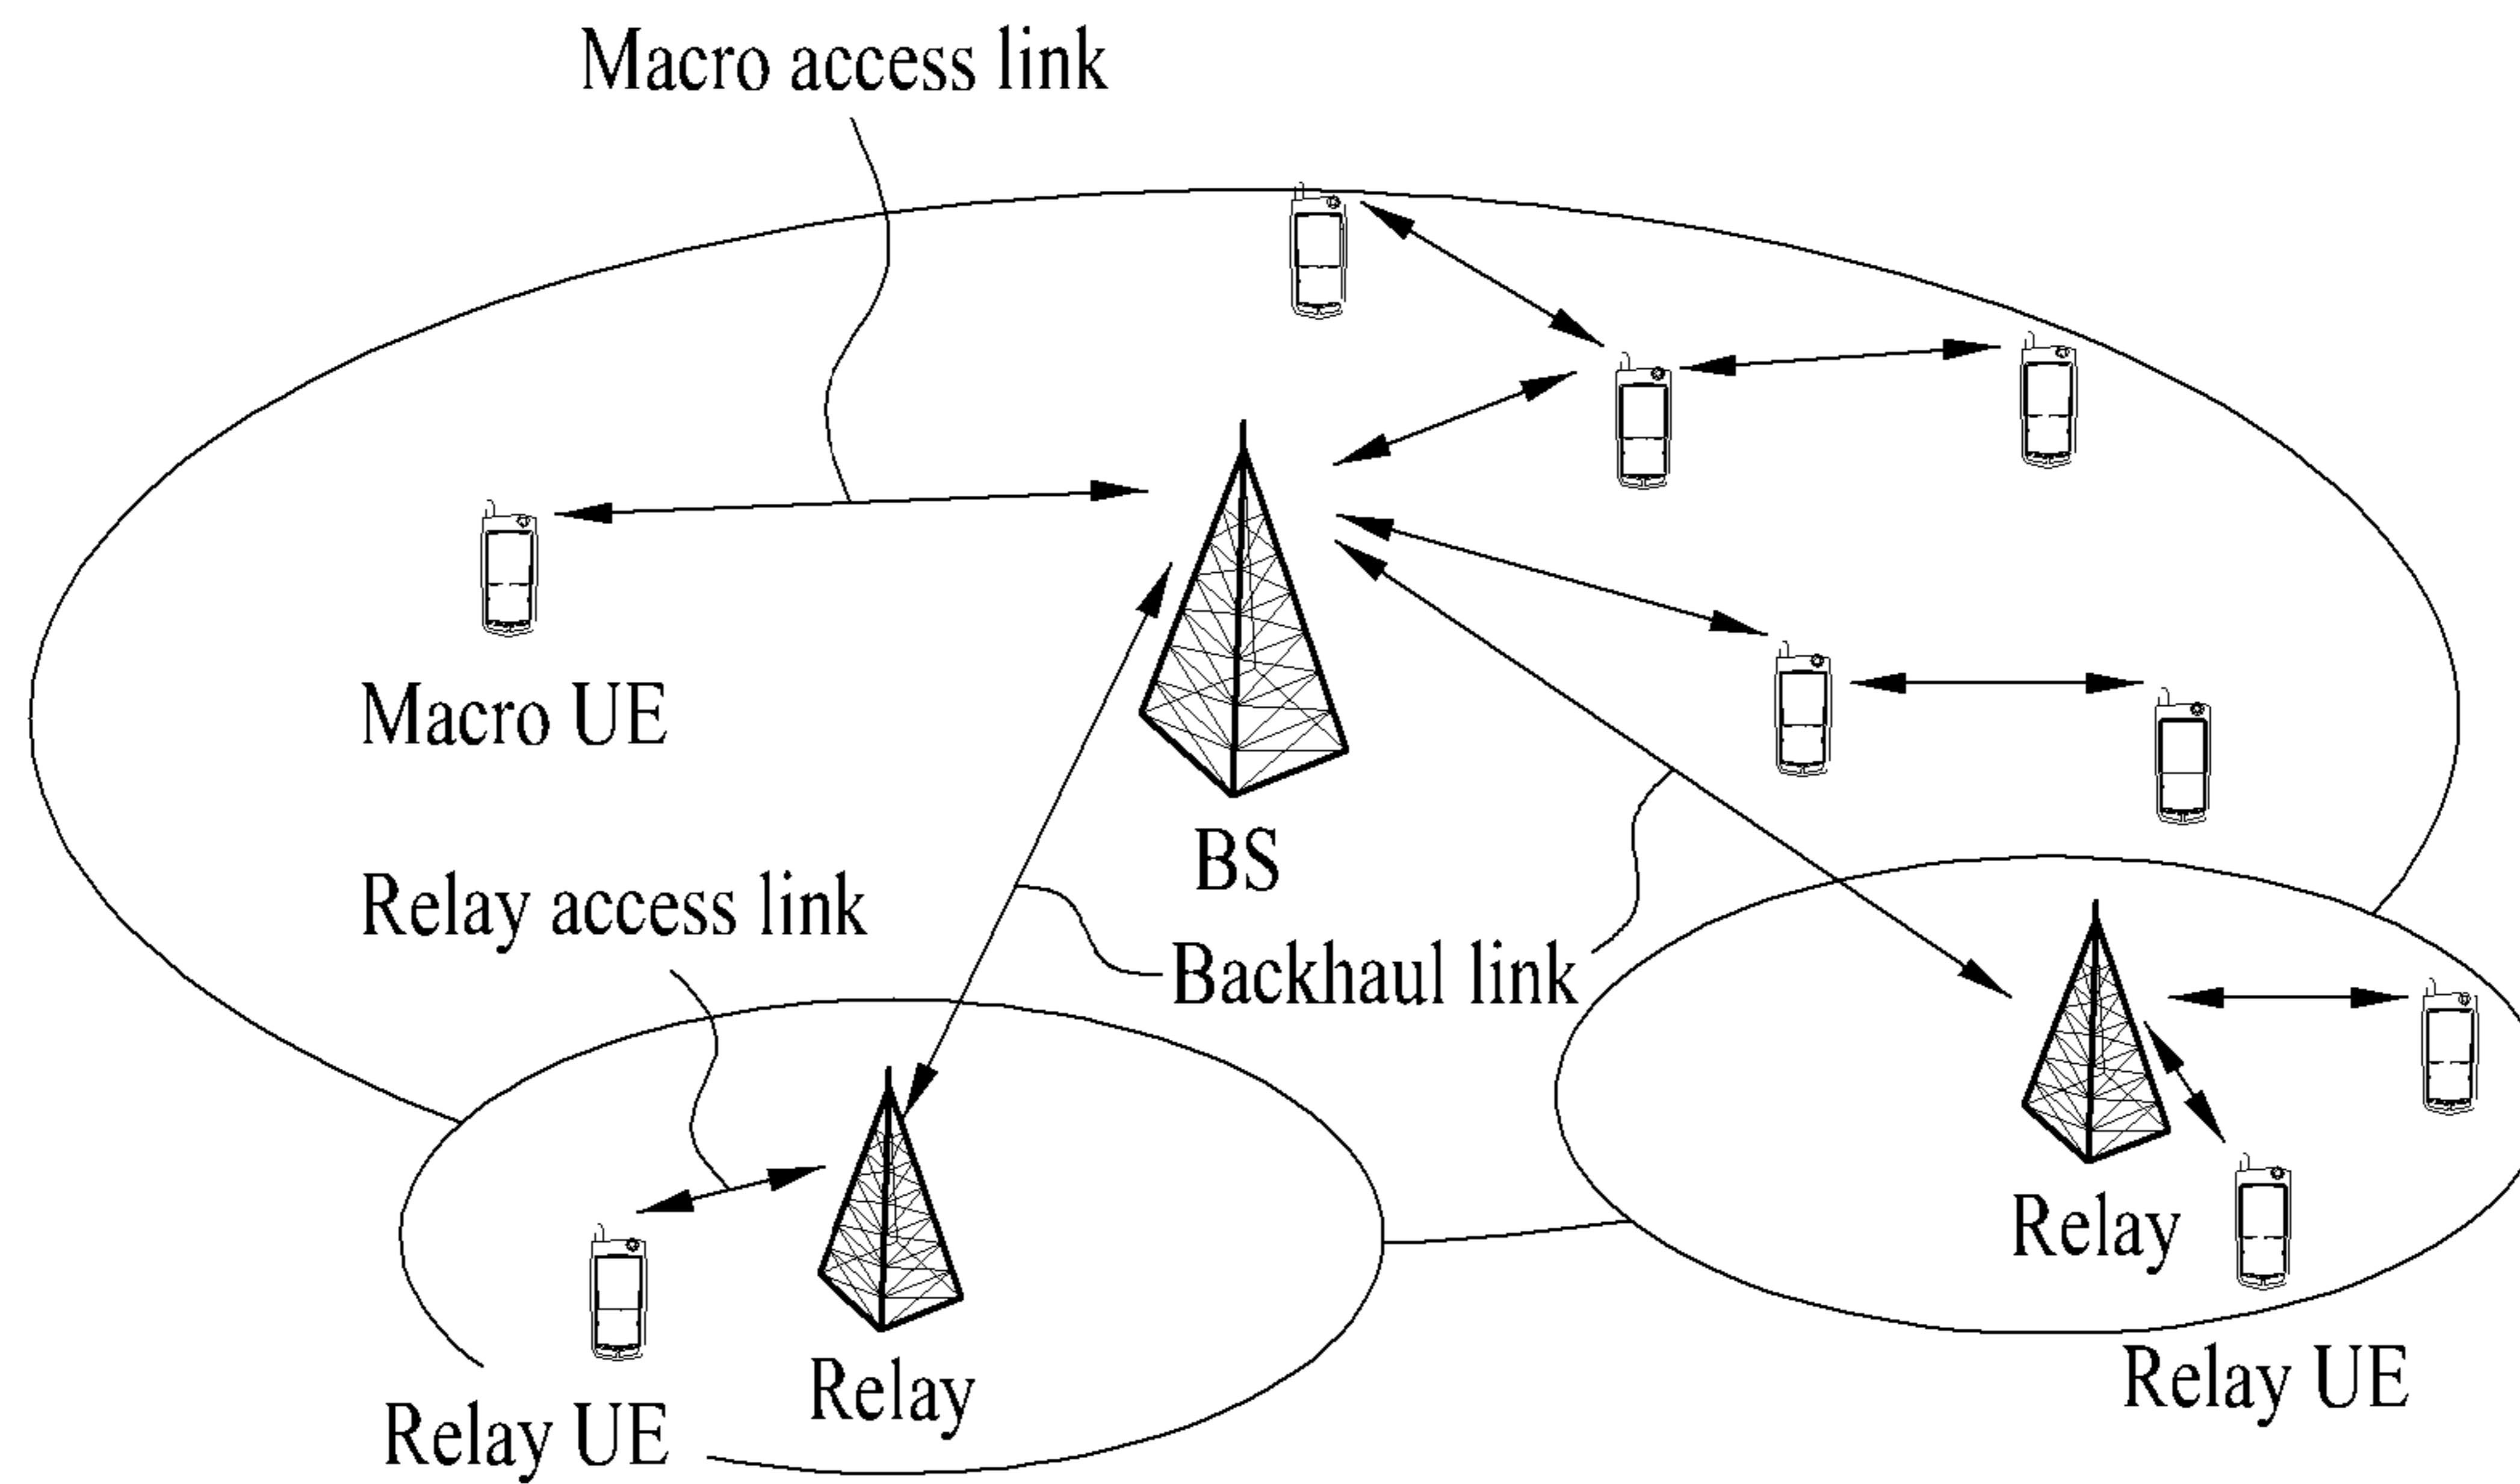 Macro access link
Macro UE
BS
Relay access link
Backhaul link
Relay
Relay UE
Relay
Relay UE